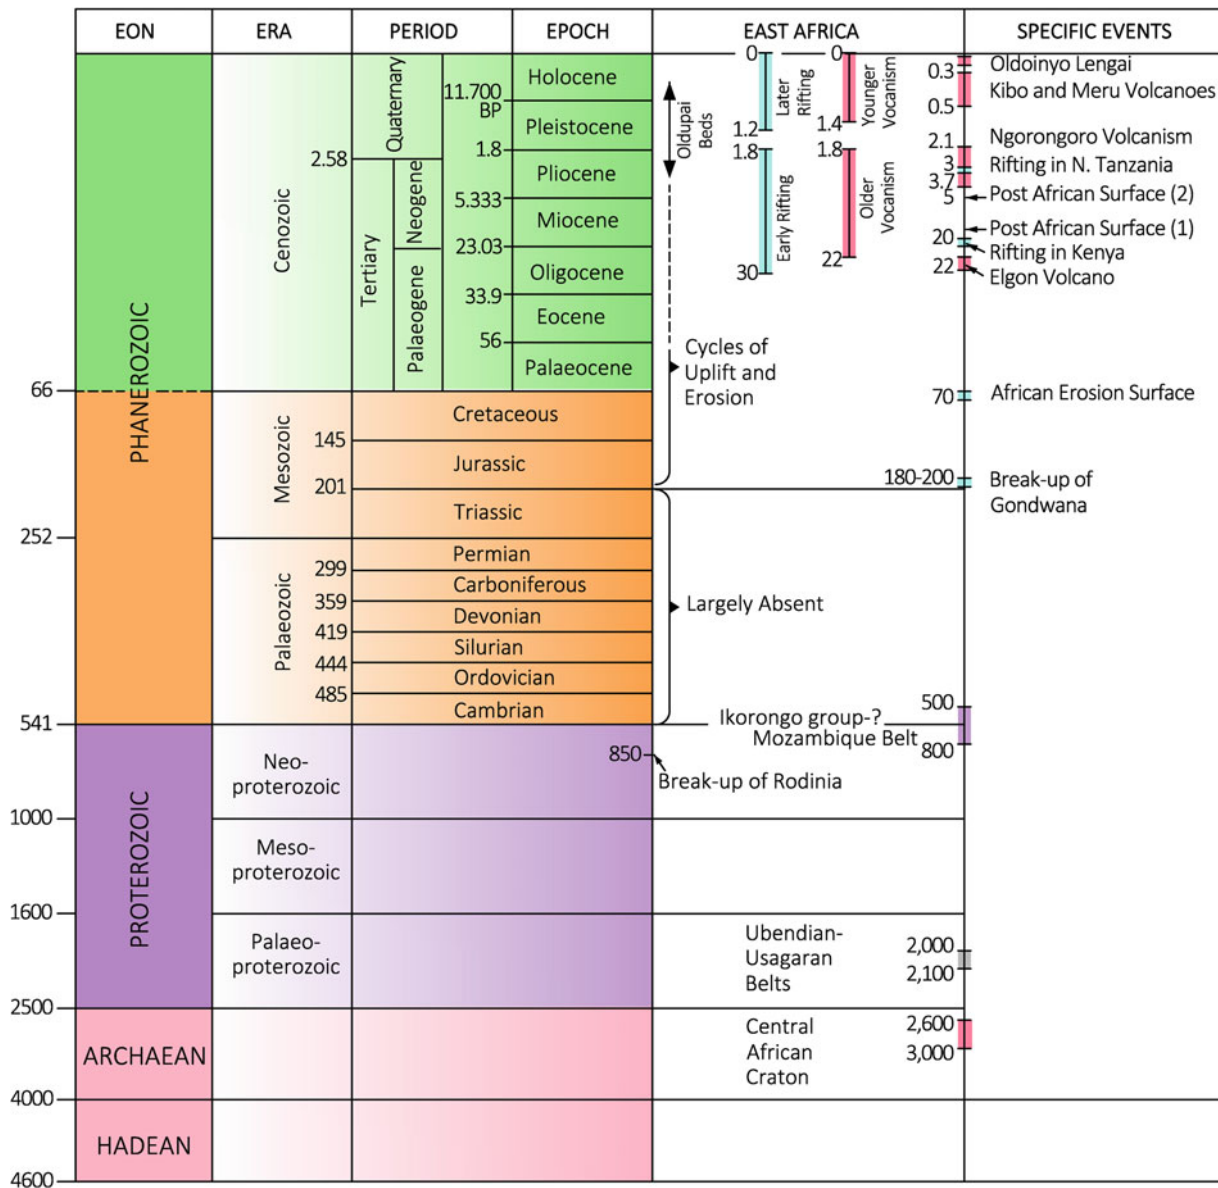 EON
ERA
PERIOD
EPOCH
EAST AFRICA
SPECIFIC EVENTS
PHANEROZOIC
PROTEROZOIC
ARCHAEAN
HADEAN
66
252
541
1000
1600
2500
4000
4600
Cenozoic
Mesozoic
Palaeozoic
Neo-
proterozoic
Meso-
proterozoic
Palaeo-
proterozoic
2.58
145
201
299
359
419
444
485
Quaternary
Tertiary
Neogene
Palaeogene
11.700
BP
1.8
5.333
23.03
33.9
56
Holocene
Pleistocene
Pliocene
Miocene
Oligocene
Eocene
Palaeocene
Cretaceous
Jurassic
Triassic
Permian
Carboniferous
Devonian
Silurian
Ordovician
Cambrian
850
Oldupai
Beds
0
Later
Rifting
1.2
1.8
Early Rifting
30
0
Younger
Vocanism
1.4
1.8
Older
Vocanism
22
Cycles of
Uplift and
Erosion
Largely Absent
Ikorongo group-?
Mozambique Belt
Break-up of Rodinia
Ubendian-
Usagaran
Belts
Central
African
Craton
0.3
0.5
2.1
3
3.7
5
20
22
70
180-200
500
800
2,000
2,100
2,600
3,000
Oldoinyo Lengai
Kibo and Meru Volcanoes
Ngorongoro Volcanism
Rifting in N. Tanzania
Post African Surface (2)
Post African Surface (1)
Rifting in Kenya
Elgon Volcano
African Erosion Surface
Break-up of
Gondwana